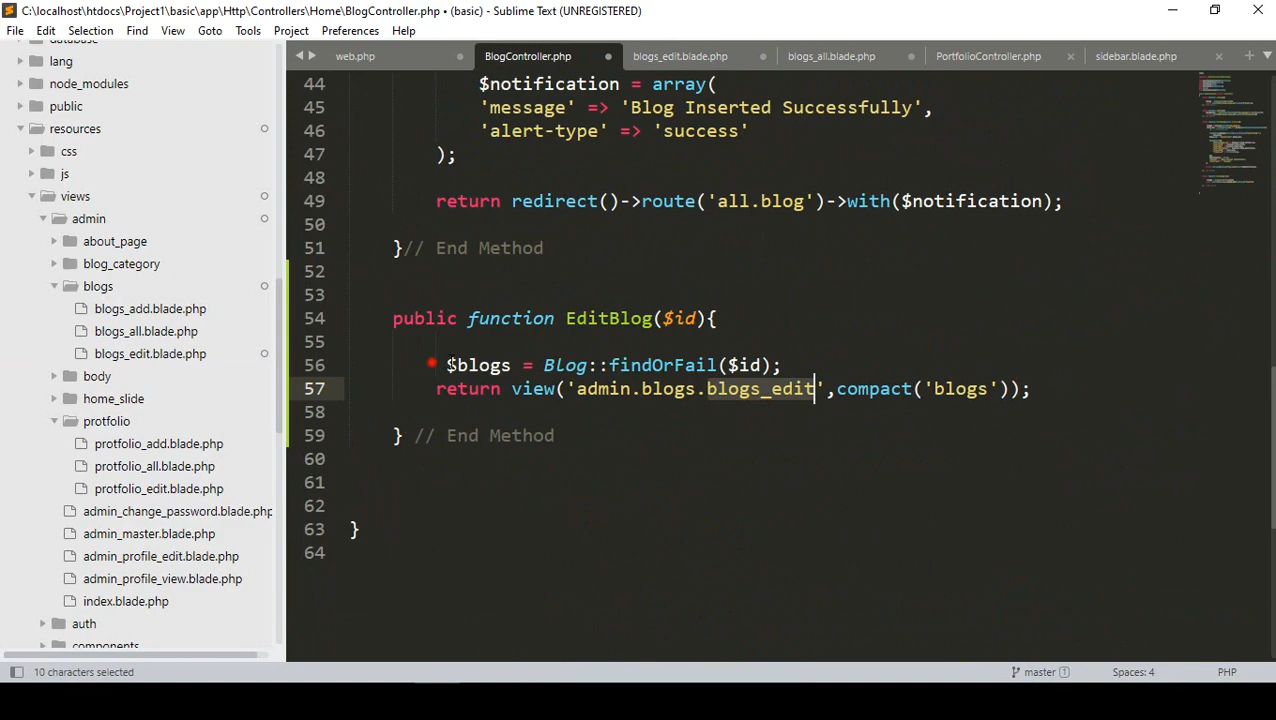 C:\localhost\htdocs\Project1\basic\app\Http\Controllers\Home\BlogController.php • (basic) - Sublime Text (UNREGISTERED)
File Edit Selection Find View Goto Tools Project Preferences Help
web.php BlogController.php blogs_edit.blade.php blogs_all.blade.php PortfolioController.php sidebar.blade.php
lang
node_modules
public
resources
css
js
views
admin
about_page
blog_category
blogs
blogs_add.blade.php
blogs_all.blade.php
blogs_edit.blade.php
body
home_slide
protfolio
protfolio_add.blade.php
protfolio_all.blade.php
protfolio_edit.blade.php
admin_change_password.blade.php
admin_master.blade.php
admin_profile_edit.blade.php
admin_profile_view.blade.php
index.blade.php
auth
components
44 $notification = array(
45 'message' => 'Blog Inserted Successfully',
46 'alert-type' => 'success'
47 );
48
49 return redirect()->route('all.blog')->with($notification);
50
51 }// End Method
52
53
54 public function EditBlog($id){
55
56 $blogs = Blog::findOrFail($id);
57 return view('admin.blogs.blogs_edit',compact('blogs'));
58
59 } // End Method
60
61
62
63 }
64
10 characters selected master 1 Spaces: 4 PHP